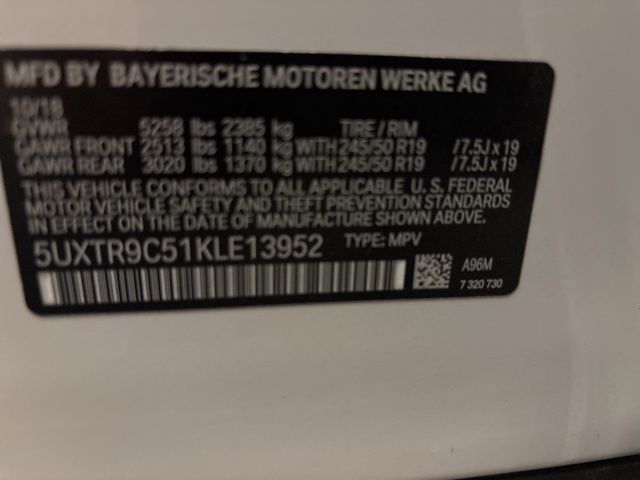 MFD BY BAYERISCHE MOTOREN WERKE AG
10/18
GVWR 5258 lbs 2385 kg TIRE / RIM
GAWR FRONT 2513 lbs 1140 kg WITH 245/50 R19 /7.5J x 19
GAWR REAR 3020 lbs 1370 kg WITH 245/50 R19 /7.5J x 19
THIS VEHICLE CONFORMS TO ALL APPLICABLE U. S. FEDERAL
MOTOR VEHICLE SAFETY AND THEFT PREVENTION STANDARDS
IN EFFECT ON THE DATE OF MANUFACTURE SHOWN ABOVE.
5UXTR9C51KLE13952 TYPE: MPV
A96M
7 320 730